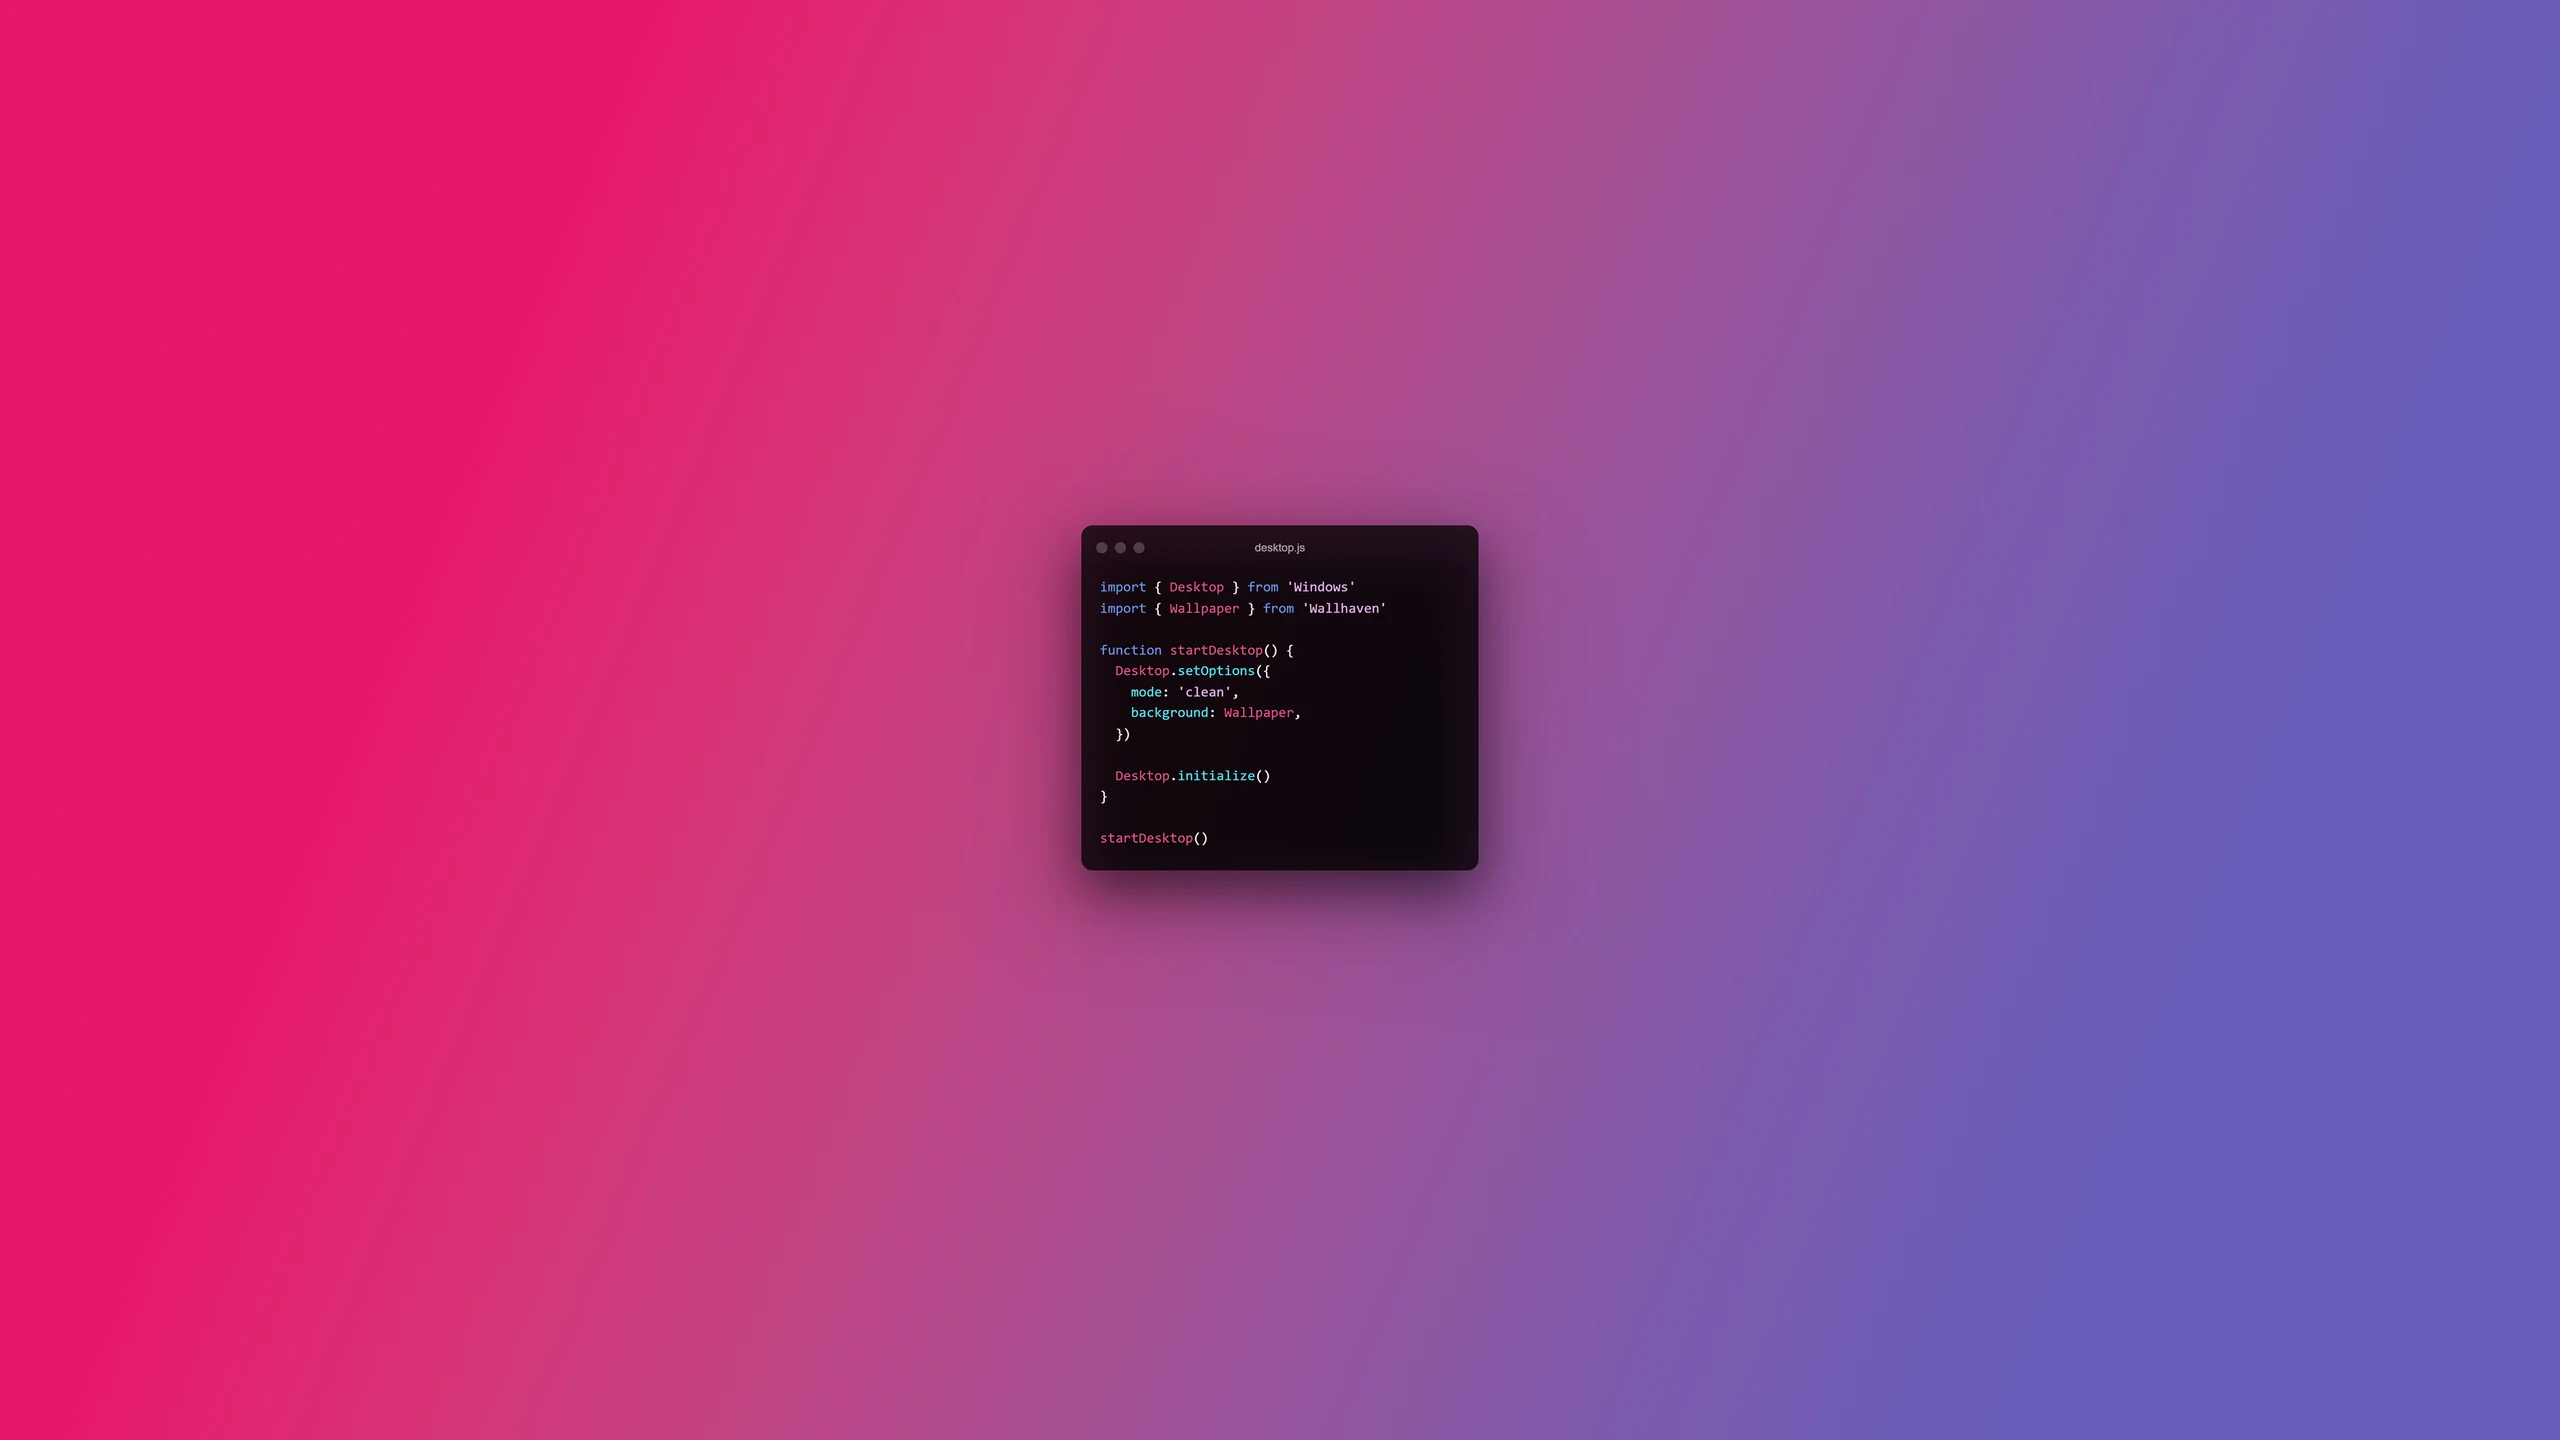 desktop.js
import { Desktop } from 'Windows'
import { Wallpaper } from 'Wallhaven'

function startDesktop() {
  Desktop.setOptions({
    mode: 'clean',
    background: Wallpaper,
  })

  Desktop.initialize()
}

startDesktop()